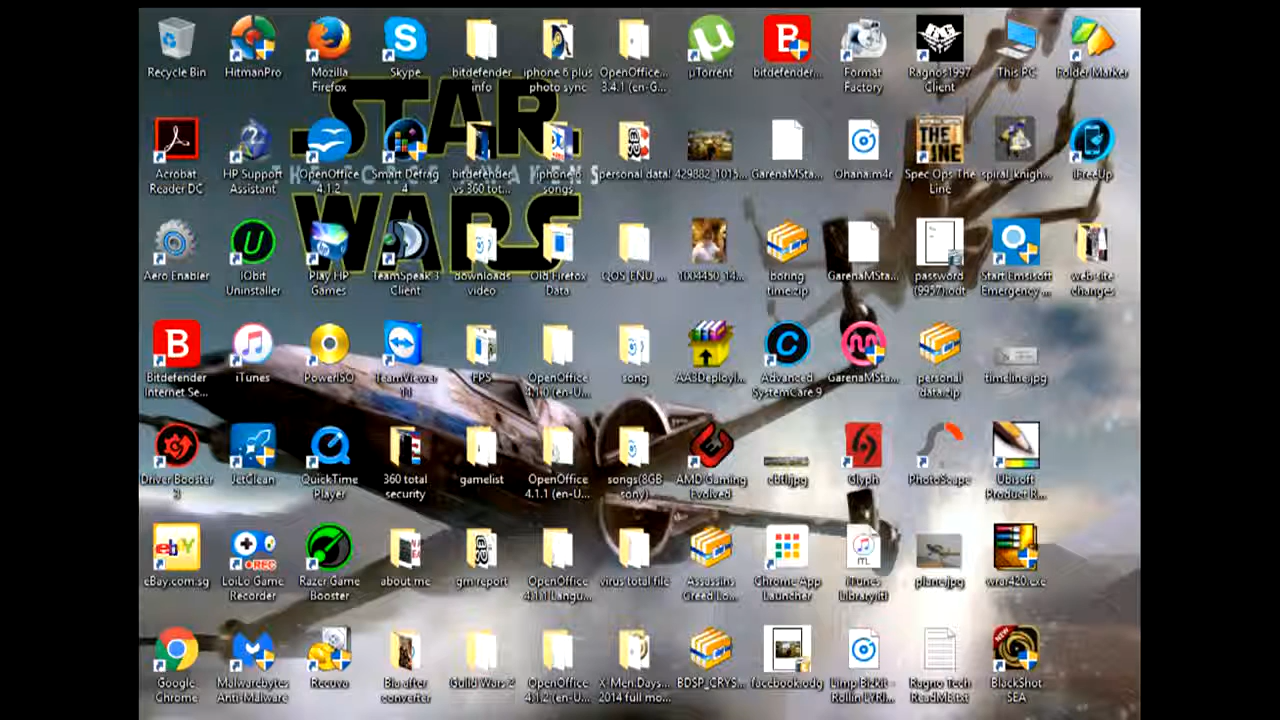 Recycle Bin
HitmanPro
Mozilla
Firefox
Skype
bitdefender
info
iphone 6 plus
photo sync
OpenOffice
3.4.1 (en-G...
µTorrent
bitdefender...
Format
Factory
Ragnos1997
Client
This PC
Folder Marker
STAR
WARS
Acrobat
Reader DC
HP Support
Assistant
OpenOffice
4.1.2
Smart Defrag
4
bitdefender
vs 360 tot...
iphone 6
songs
personal data!
429882_1015...
GarenaMSta...
Ohana.m4r
Spec Ops The
Line
spiral_knigh...
iFreeUp
Aero Enabler
IObit
Uninstaller
Play HP
Games
TeamSpeak 3
Client
downloads
video
Old Firefox
Data
QOS_ENU_...
1004450_14...
boring
time.zip
GarenaMSta...
password
(9957).odt
Start Emsisoft
Emergency ...
web site
changes
Bitdefender
Internet Se...
iTunes
PowerISO
TeamViewer
11
FPS
OpenOffice
4.1.0 (en-U...
song
AA3Deploy...
Advanced
SystemCare 9
GarenaMSta...
personal
data.zip
timeline.jpg
Driver Booster
3
JetClean
QuickTime
Player
360 total
security
gamelist
OpenOffice
4.1.1 (en-U...
songs(8GB
sony)
AMD Gaming
Evolved
Glyph
PhotoScape
Ubisoft
Product R...
eBay.com.sg
LoiLo Game
Recorder
Razer Game
Booster
about me
gm report
OpenOffice
4.1.1 Langu...
virus total file
Assassins
Creed Lo...
Chrome App
Launcher
iTunes
Library.itl
plane.jpg
wrar420.exe
Google
Chrome
Malwarebytes
Anti-Malware
Recuva
Bio after
converter
Guild Wars 2
OpenOffice
4.1.2 (en-U...
X-Men.Days...
2014 full mo...
BDSP_CRYS...
facebook.odg
Limp Bizkit -
Rollin LYRI...
Ragno Tech
ReadME.txt
BlackShot
SEA